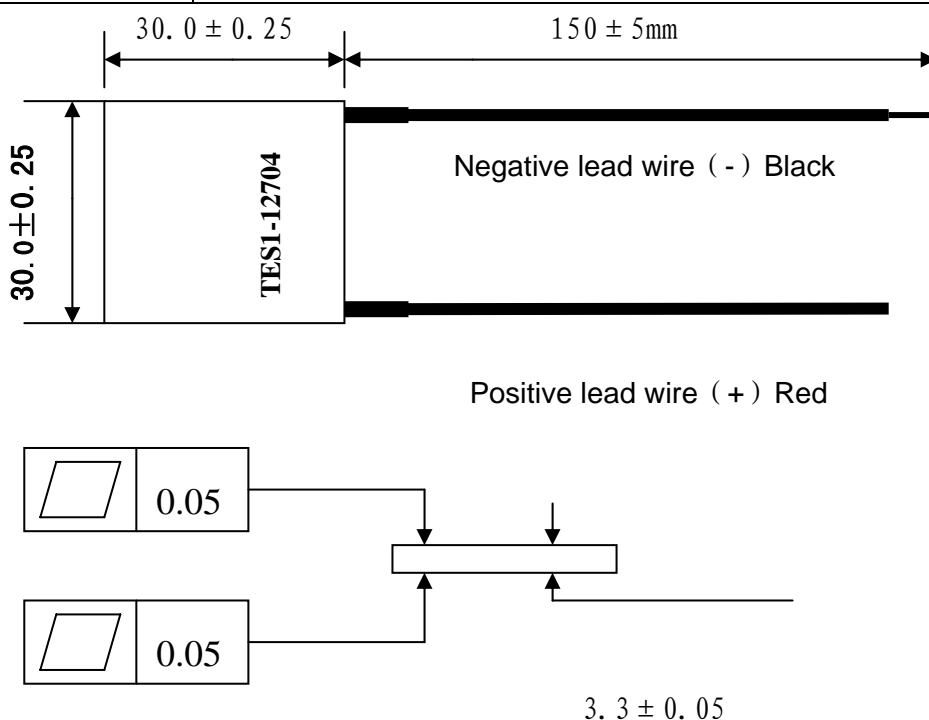 30.0±0.25
150±5mm
30.0±0.25
TES1-12704
Negative lead wire (-) Black
Positive lead wire (+) Red
0.05
0.05
3.3±0.05